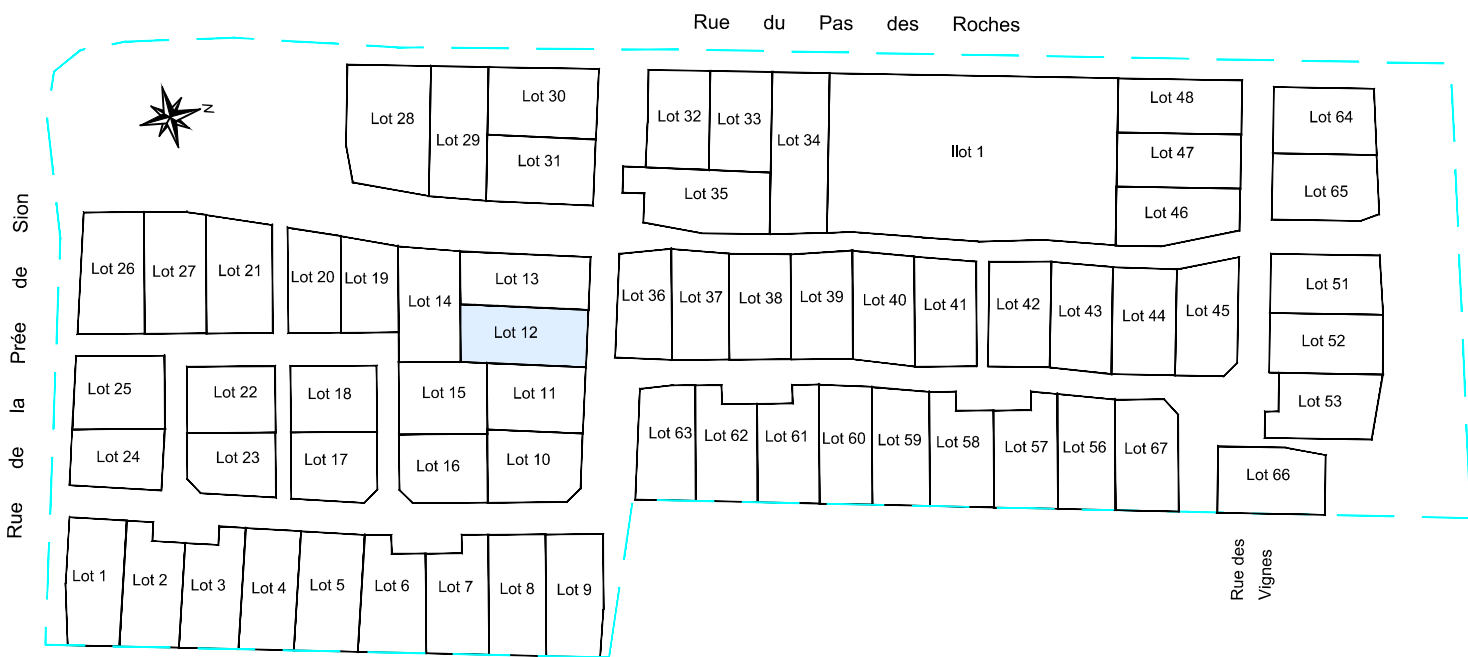 Rue du Pas des Roches
Lot 28
Lot 29
Lot 30
Lot 31
Lot 32
Lot 33
Lot 34
Lot 35
Ilot 1
Lot 48
Lot 47
Lot 46
Lot 64
Lot 65
N
Rue de la Prée de Sion
Lot 26
Lot 27
Lot 21
Lot 20
Lot 19
Lot 14
Lot 13
Lot 12
Lot 36
Lot 37
Lot 38
Lot 39
Lot 40
Lot 41
Lot 42
Lot 43
Lot 44
Lot 45
Lot 51
Lot 52
Lot 53
Lot 25
Lot 22
Lot 18
Lot 15
Lot 11
Lot 24
Lot 23
Lot 17
Lot 16
Lot 10
Lot 63
Lot 62
Lot 61
Lot 60
Lot 59
Lot 58
Lot 57
Lot 56
Lot 67
Lot 66
Lot 1
Lot 2
Lot 3
Lot 4
Lot 5
Lot 6
Lot 7
Lot 8
Lot 9
Rue des
Vignes